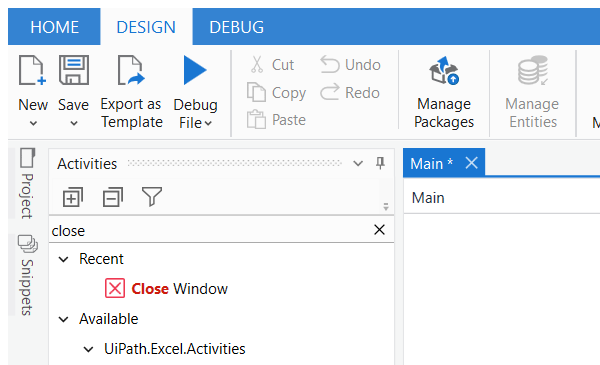 HOME DESIGN DEBUG
New Save Export as Template Debug File
Cut
Copy
Paste
Undo
Redo
Manage Packages
Manage Entities
Project
Snippets
Activities
close
Recent
Close Window
Available
UiPath.Excel.Activities
Main *
Main